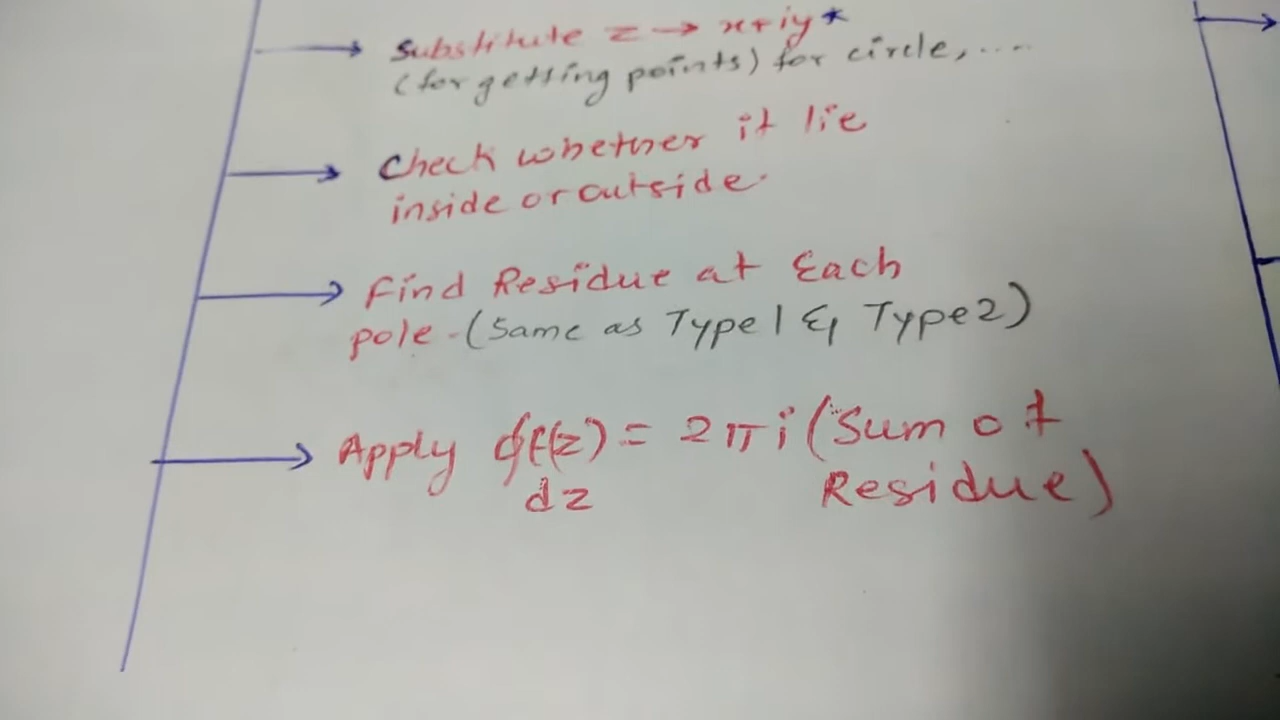 Substitute z → x+iy*
(for getting points) for circle, ....
Check whether it lie
inside or outside.
Find Residue at Each
pole - (Same as Type 1 & Type 2)
Apply ∮f(z) = 2πi (Sum of
dz Residue)